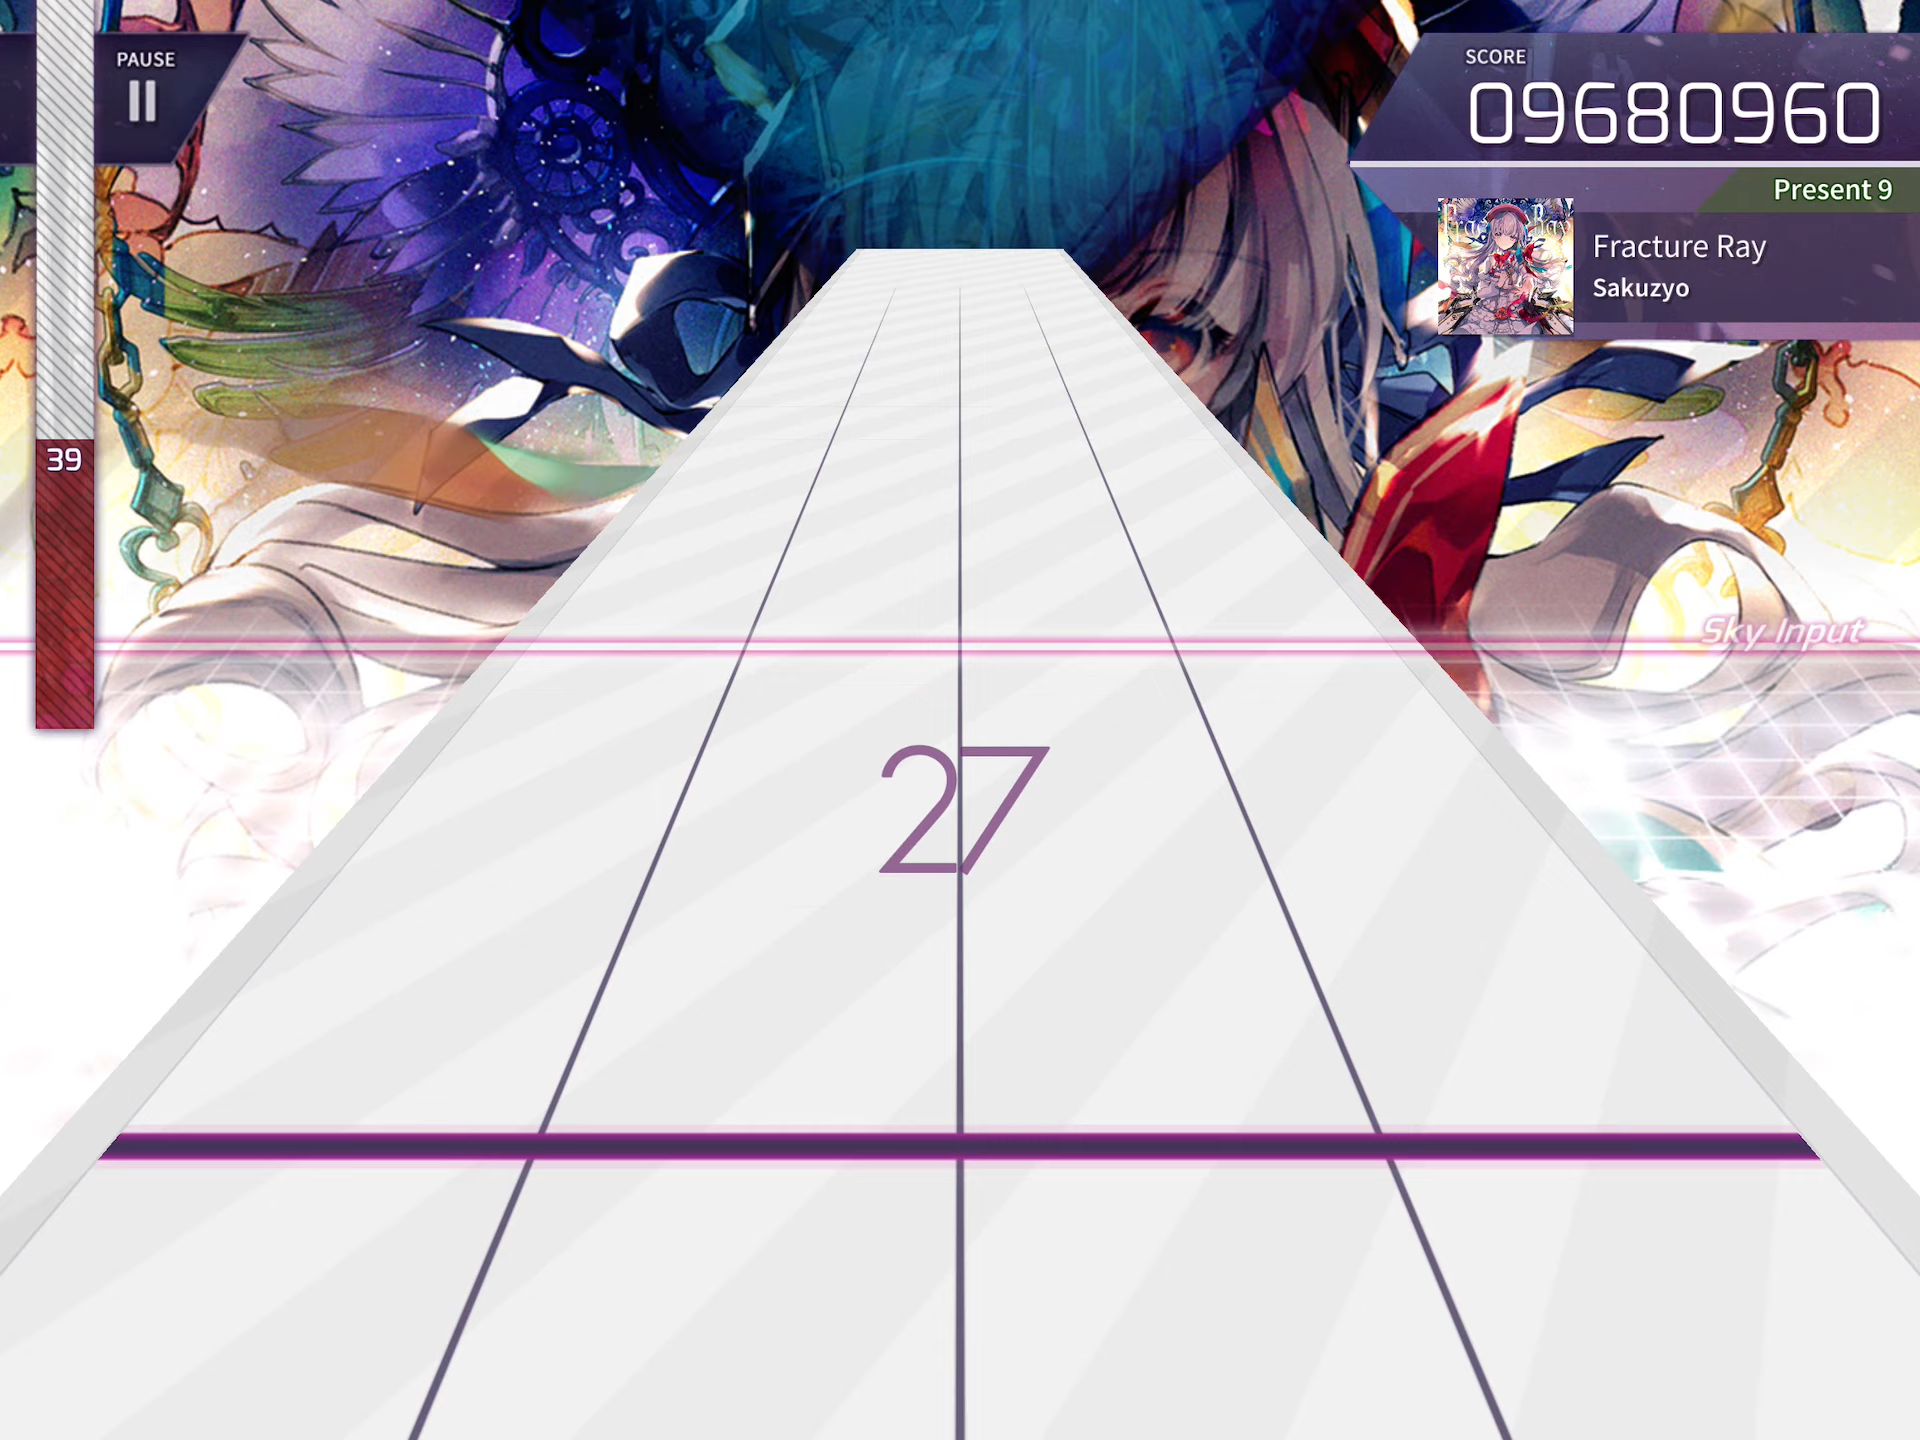 PAUSE
SCORE
09680960
Present 9
Fracture Ray
Sakuzyo
39
Sky Input
27